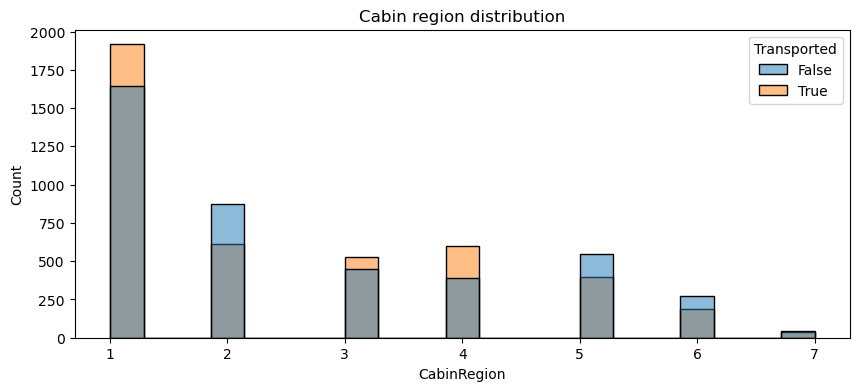 Cabin region distribution
2000
1750
1500
1250
1000
750
500
250
0
Count
Transported
False
True
1 2 3 4 5 6 7
CabinRegion